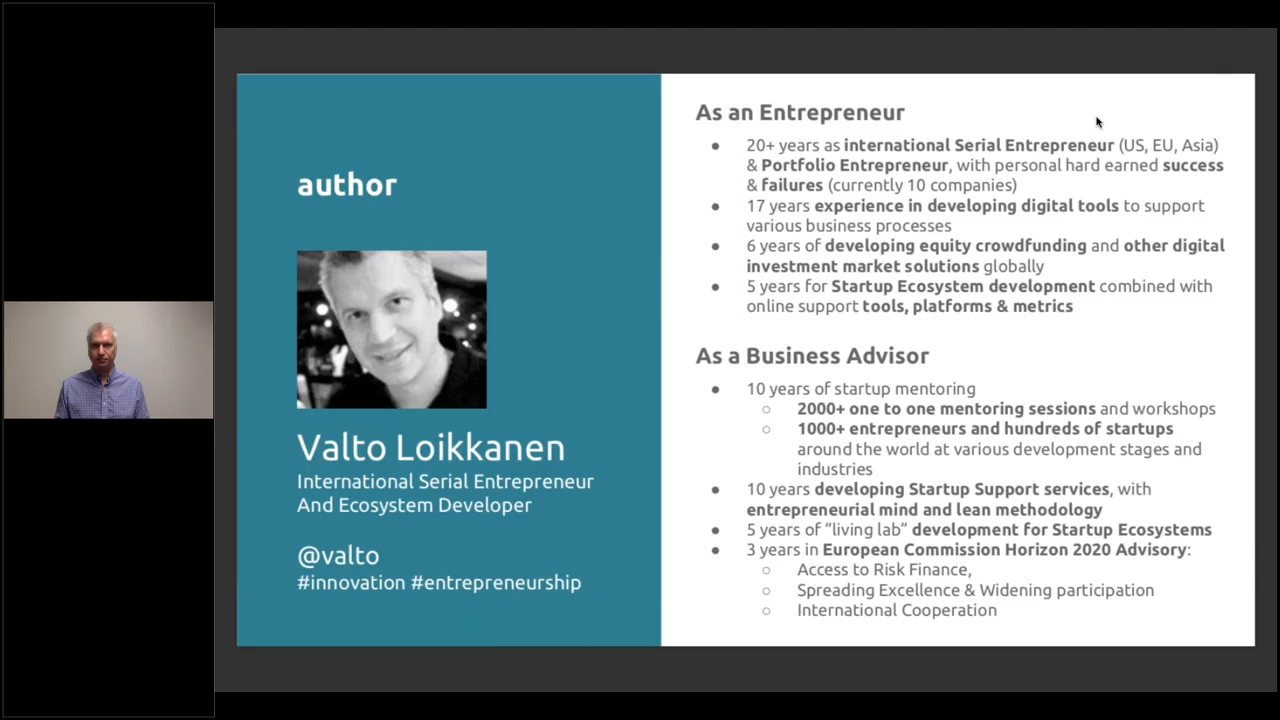 author
Valto Loikkanen
International Serial Entrepreneur
And Ecosystem Developer
@valto
#innovation #entrepreneurship
As an Entrepreneur
● 20+ years as international Serial Entrepreneur (US, EU, Asia)
& Portfolio Entrepreneur, with personal hard earned success
& failures (currently 10 companies)
● 17 years experience in developing digital tools to support
various business processes
● 6 years of developing equity crowdfunding and other digital
investment market solutions globally
● 5 years for Startup Ecosystem development combined with
online support tools, platforms & metrics
As a Business Advisor
● 10 years of startup mentoring
○ 2000+ one to one mentoring sessions and workshops
○ 1000+ entrepreneurs and hundreds of startups
around the world at various development stages and
industries
● 10 years developing Startup Support services, with
entrepreneurial mind and lean methodology
● 5 years of “living lab” development for Startup Ecosystems
● 3 years in European Commission Horizon 2020 Advisory:
○ Access to Risk Finance,
○ Spreading Excellence & Widening participation
○ International Cooperation